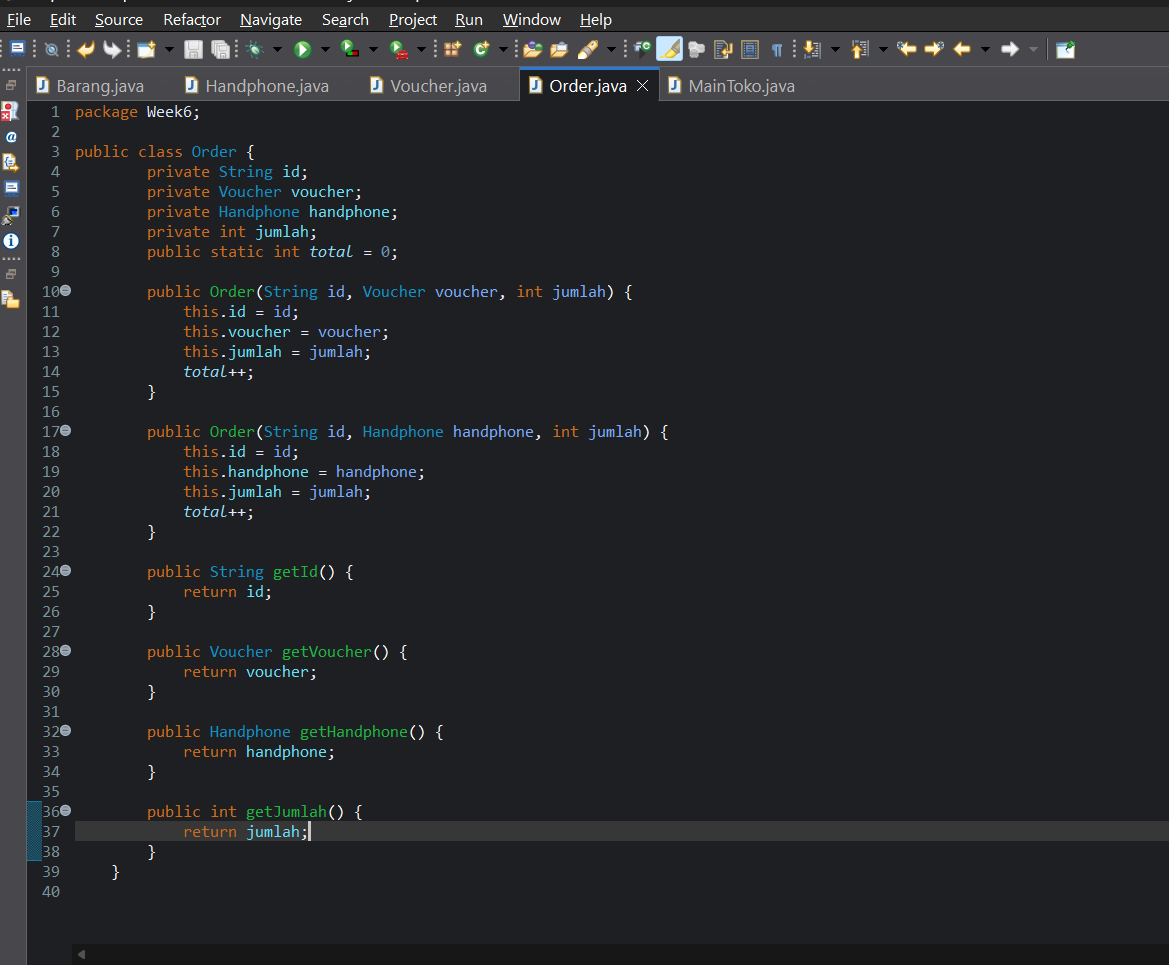 File Edit Source Refactor Navigate Search Project Run Window Help
Barang.java Handphone.java Voucher.java Order.java MainToko.java
1 package Week6;
2
3 public class Order {
4 private String id;
5 private Voucher voucher;
6 private Handphone handphone;
7 private int jumlah;
8 public static int total = 0;
9
10 public Order(String id, Voucher voucher, int jumlah) {
11 this.id = id;
12 this.voucher = voucher;
13 this.jumlah = jumlah;
14 total++;
15 }
16
17 public Order(String id, Handphone handphone, int jumlah) {
18 this.id = id;
19 this.handphone = handphone;
20 this.jumlah = jumlah;
21 total++;
22 }
23
24 public String getId() {
25 return id;
26 }
27
28 public Voucher getVoucher() {
29 return voucher;
30 }
31
32 public Handphone getHandphone() {
33 return handphone;
34 }
35
36 public int getJumlah() {
37 return jumlah;
38 }
39 }
40